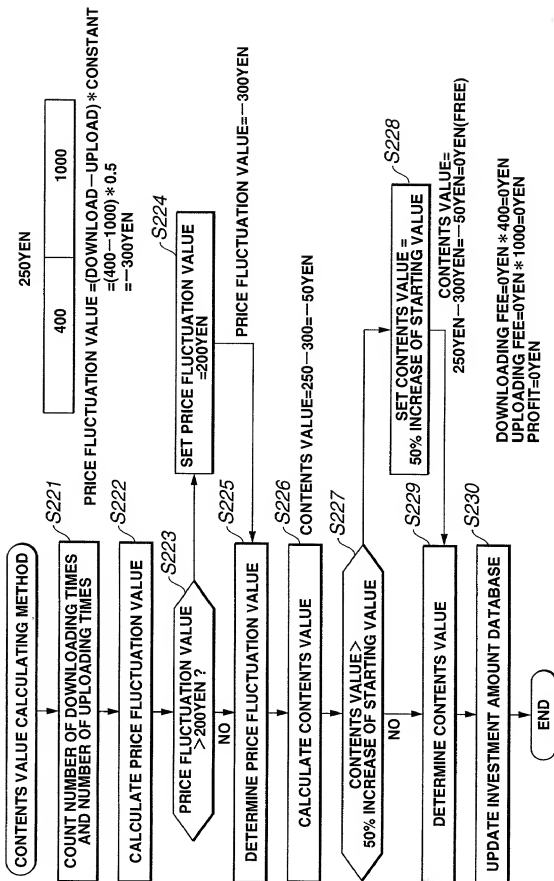 CONTENTS VALUE CALCULATING METHOD
S221
COUNT NUMBER OF DOWNLOADING TIMES
AND NUMBER OF UPLOADING TIMES
250YEN
400
1000
PRICE FLUCTUATION VALUE =(DOWNLOAD−UPLOAD)*CONSTANT
=(400−1000)*0.5
=−300YEN
S222
CALCULATE PRICE FLUCTUATION VALUE
S223
PRICE FLUCTUATION VALUE
>200YEN ?
NO
S224
SET PRICE FLUCTUATION VALUE
=200YEN
PRICE FLUCTUATION VALUE=−300YEN
S225
DETERMINE PRICE FLUCTUATION VALUE
S226
CALCULATE CONTENTS VALUE
CONTENTS VALUE=250−300=−50YEN
S227
CONTENTS VALUE>
50% INCREASE OF STARTING VALUE
NO
S228
SET CONTENTS VALUE =
50% INCREASE OF STARTING VALUE
CONTENTS VALUE=
250YEN−300YEN=−50YEN=0YEN(FREE)
S229
DETERMINE CONTENTS VALUE
S230
UPDATE INVESTMENT AMOUNT DATABASE
DOWNLOADING FEE=0YEN*400=0YEN
UPLOADING FEE=0YEN*1000=0YEN
PROFIT=0YEN
END